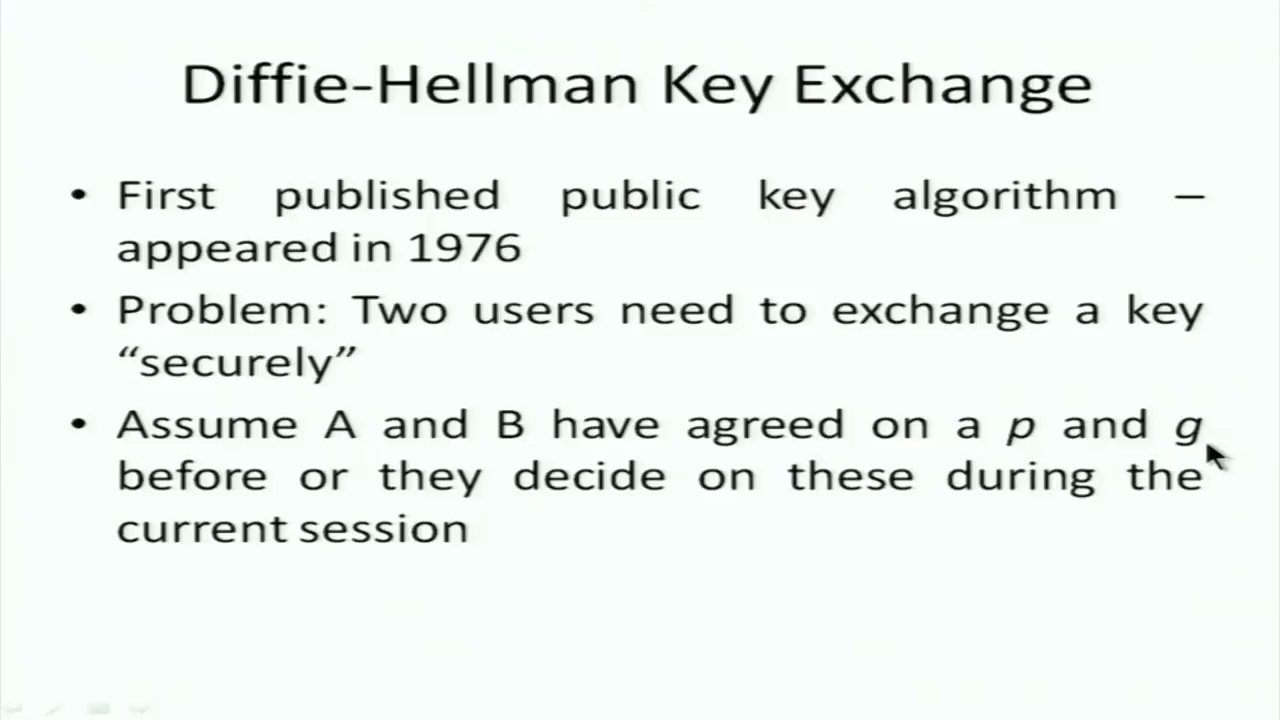 Diffie-Hellman Key Exchange
• First published public key algorithm –
appeared in 1976
• Problem: Two users need to exchange a key
“securely”
• Assume A and B have agreed on a p and g
before or they decide on these during the
current session